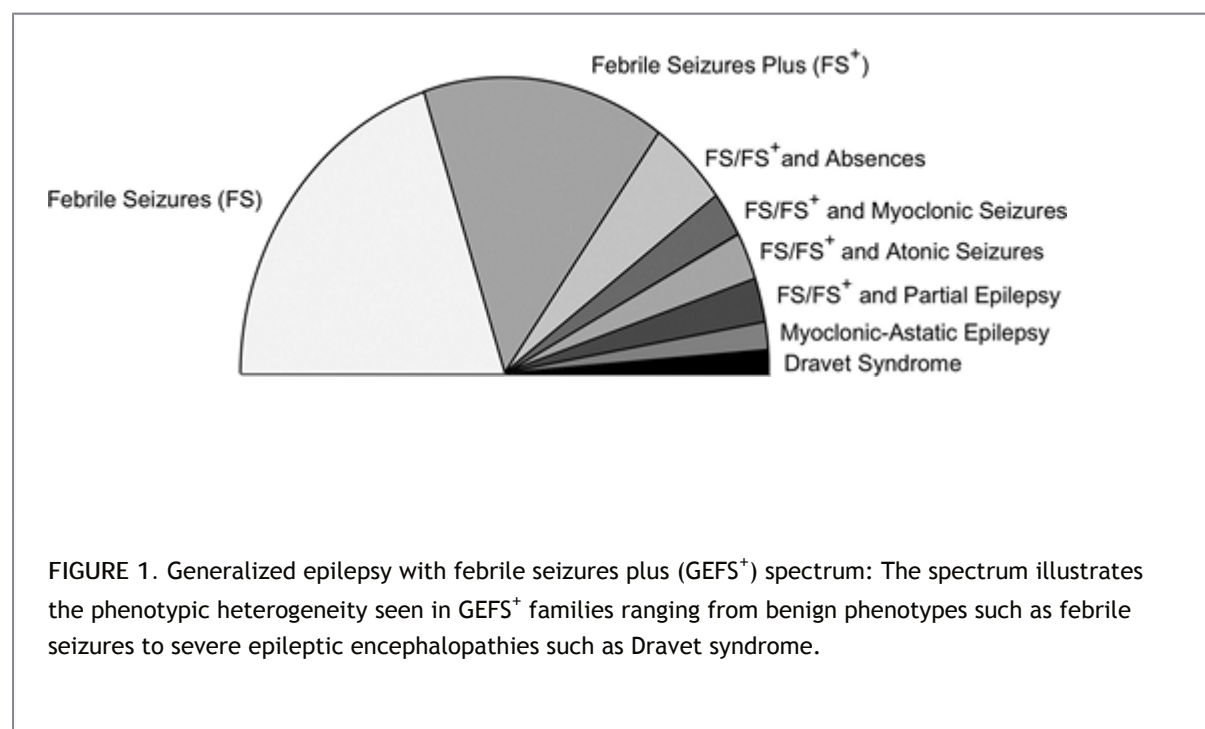 Febrile Seizures Plus (FS⁺)
FS/FS⁺ and Absences
Febrile Seizures (FS)
FS/FS⁺ and Myoclonic Seizures
FS/FS⁺ and Atonic Seizures
FS/FS⁺ and Partial Epilepsy
Myoclonic-Astatic Epilepsy
Dravet Syndrome
FIGURE 1. Generalized epilepsy with febrile seizures plus (GEFS⁺) spectrum: The spectrum illustrates
the phenotypic heterogeneity seen in GEFS⁺ families ranging from benign phenotypes such as febrile
seizures to severe epileptic encephalopathies such as Dravet syndrome.